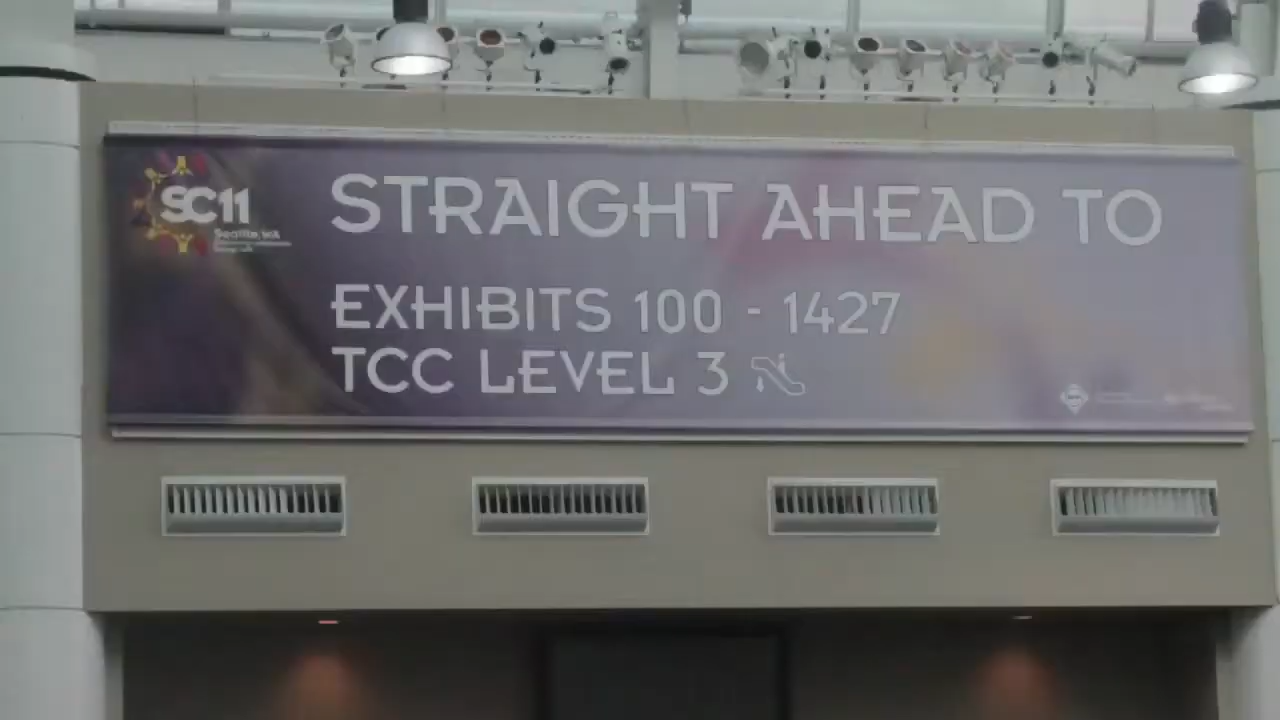 SC11
Seattle, WA
STRAIGHT AHEAD TO
EXHIBITS 100 - 1427
TCC LEVEL 3